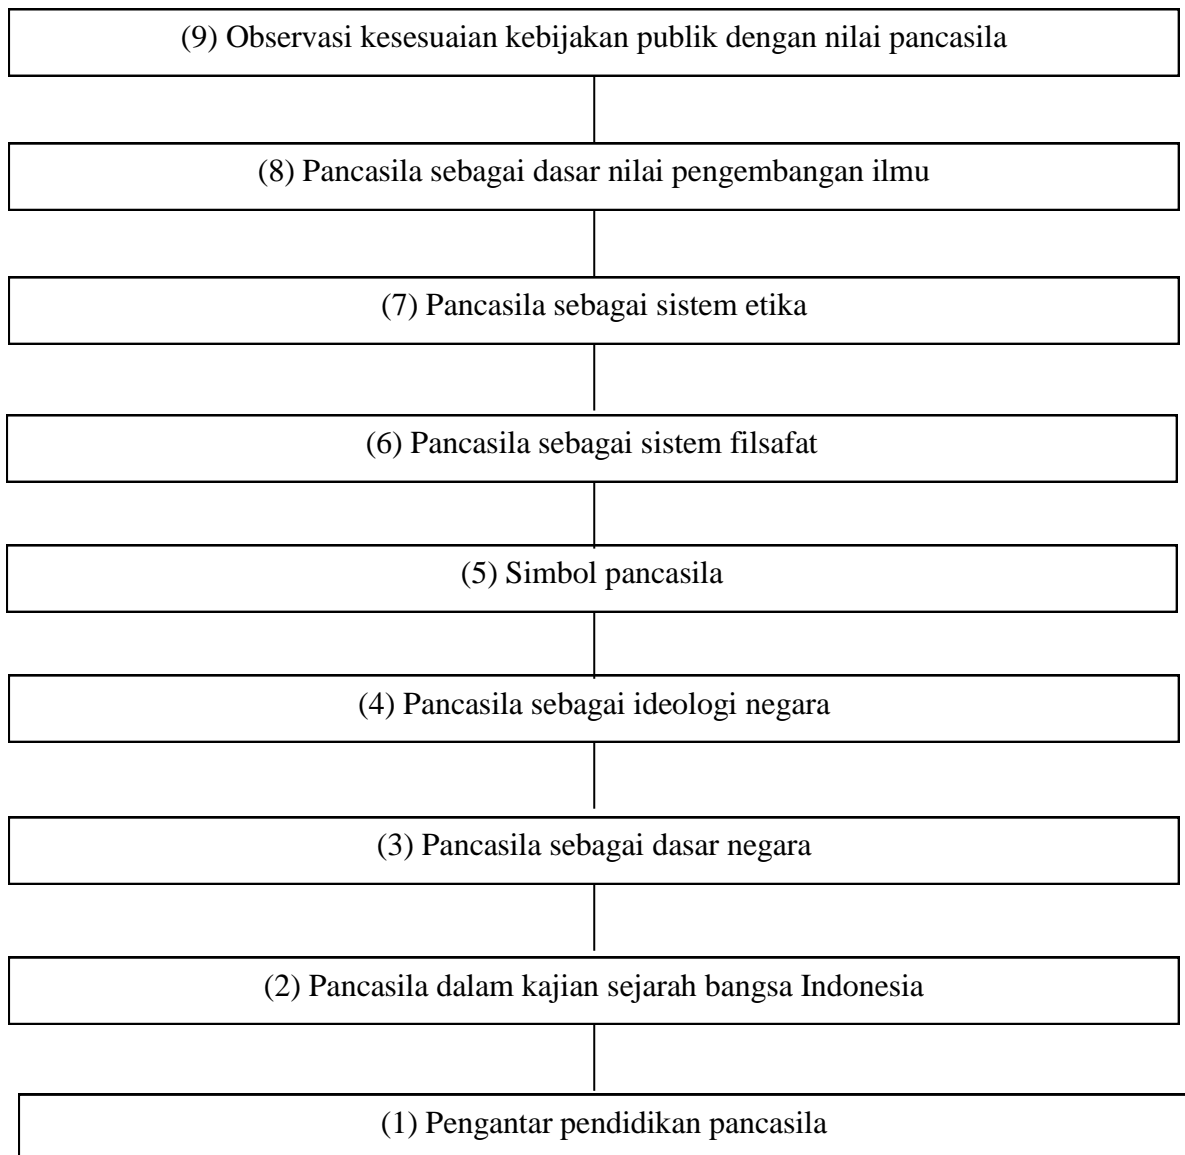 (9) Observasi kesesuaian kebijakan publik dengan nilai pancasila
(8) Pancasila sebagai dasar nilai pengembangan ilmu
(7) Pancasila sebagai sistem etika
(6) Pancasila sebagai sistem filsafat
(5) Simbol pancasila
(4) Pancasila sebagai ideologi negara
(3) Pancasila sebagai dasar negara
(2) Pancasila dalam kajian sejarah bangsa Indonesia
(1) Pengantar pendidikan pancasila